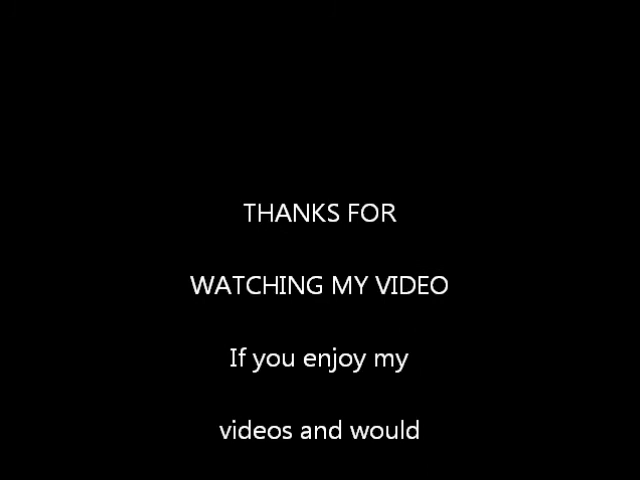 THANKS FOR
WATCHING MY VIDEO
If you enjoy my
videos and would